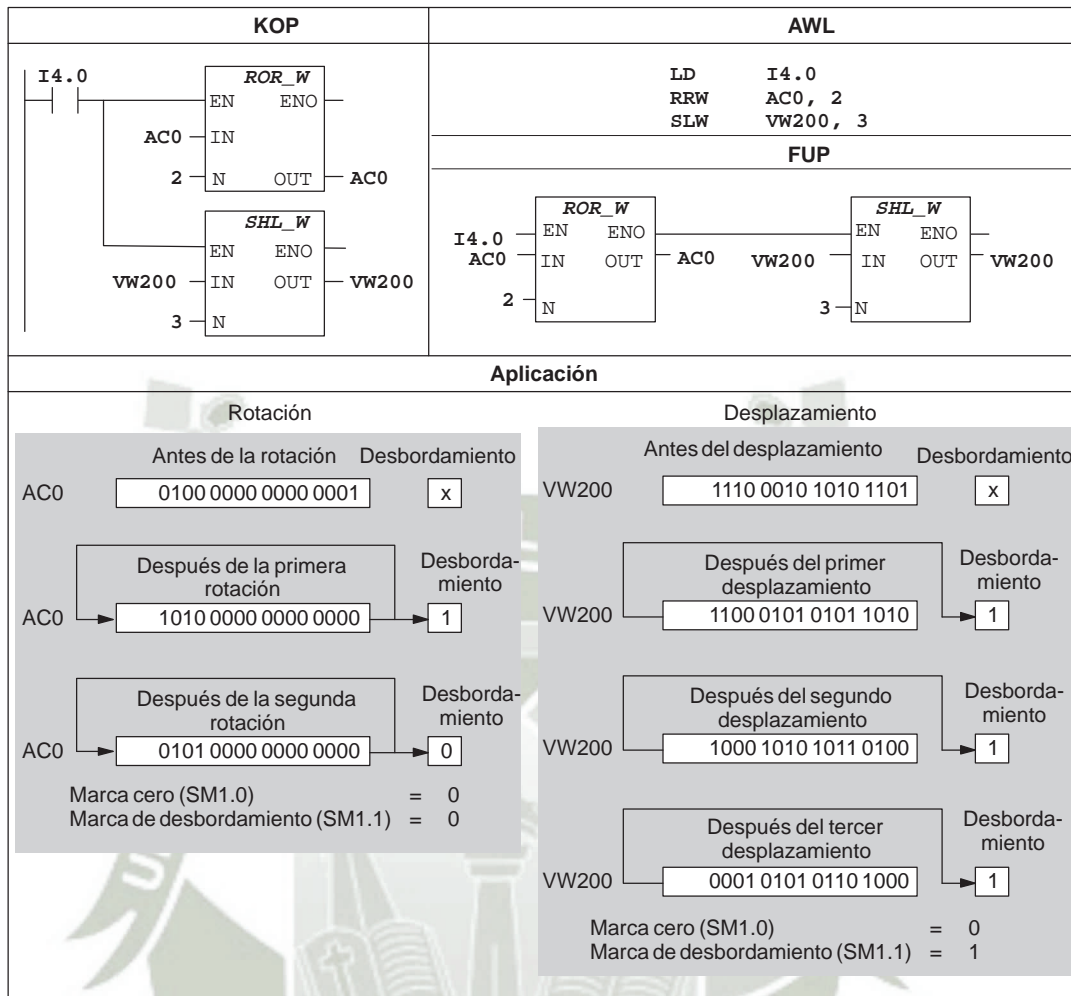 KOP
AWL
I4.0
ROR_W
EN ENO
AC0 IN
2 N OUT AC0
SHL_W
EN ENO
VW200 IN OUT VW200
3 N
LD I4.0
RRW AC0, 2
SLW VW200, 3
FUP
ROR_W
I4.0 EN ENO
AC0 IN OUT AC0
2 N
SHL_W
EN ENO
VW200 IN OUT VW200
3 N
Aplicación
Rotación
Antes de la rotación Desbordamiento
AC0 0100 0000 0000 0001 x
Después de la primera
rotación
Desborda-
miento
AC0 1010 0000 0000 0000 1
Después de la segunda
rotación
Desborda-
miento
AC0 0101 0000 0000 0000 0
Marca cero (SM1.0) = 0
Marca de desbordamiento (SM1.1) = 0
Desplazamiento
Antes del desplazamiento Desbordamiento
VW200 1110 0010 1010 1101 x
Después del primer
desplazamiento
Desborda-
miento
VW200 1100 0101 0101 1010 1
Después del segundo
desplazamiento
Desborda-
miento
VW200 1000 1010 1011 0100 1
Después del tercer
desplazamiento
Desborda-
miento
VW200 0001 0101 0110 1000 1
Marca cero (SM1.0) = 0
Marca de desbordamiento (SM1.1) = 1